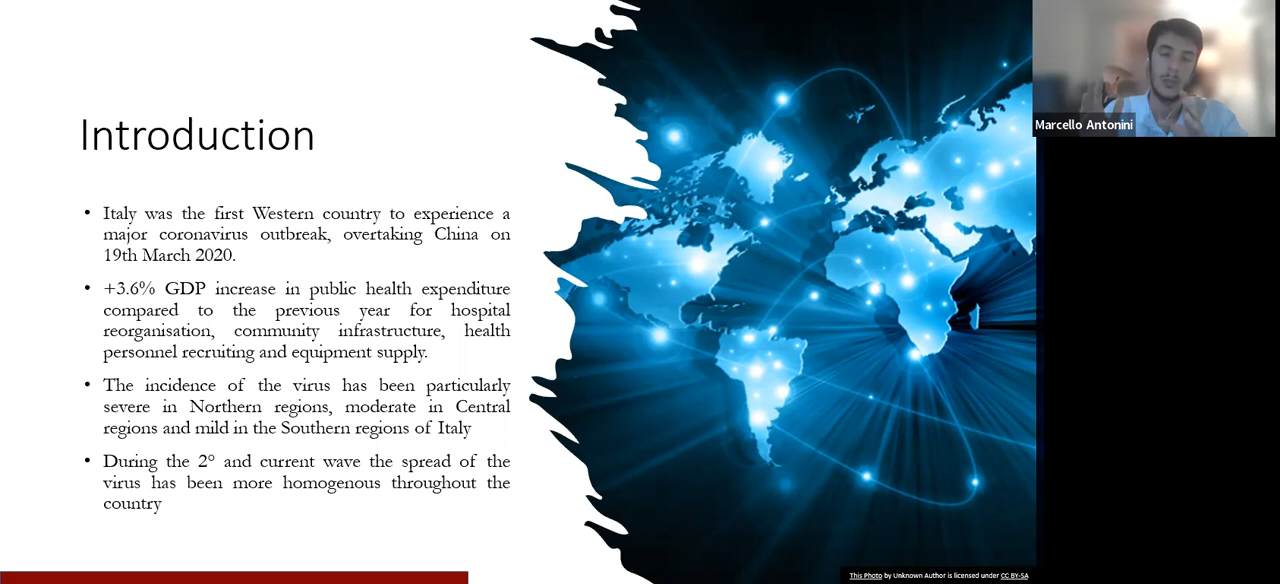 Introduction
• Italy was the first Western country to experience a
major coronavirus outbreak, overtaking China on
19th March 2020.
• +3.6% GDP increase in public health expenditure
compared to the previous year for hospital
reorganisation, community infrastructure, health
personnel recruiting and equipment supply.
• The incidence of the virus has been particularly
severe in Northern regions, moderate in Central
regions and mild in the Southern regions of Italy
• During the 2° and current wave the spread of the
virus has been more homogenous throughout the
country
Marcello Antonini
This Photo by Unknown Author is licensed under CC BY-SA